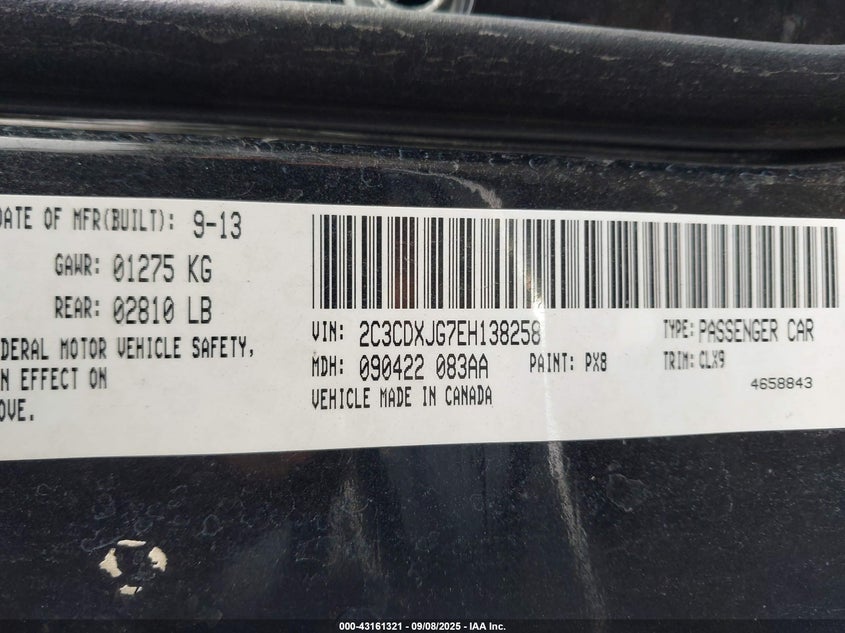 DATE OF MFR(BUILT): 9-13
GAWR: 01275 KG
REAR: 02810 LB
DERAL MOTOR VEHICLE SAFETY,
N EFFECT ON
OVE.
VIN: 2C3CDXJG7EH138258
TYPE: PASSENGER CAR
MDH: 090422 083AA
PAINT: PX8
TRIM: CLX9
VEHICLE MADE IN CANADA
4658843
000-43161321 | 09/08/2025 - IAA Inc.